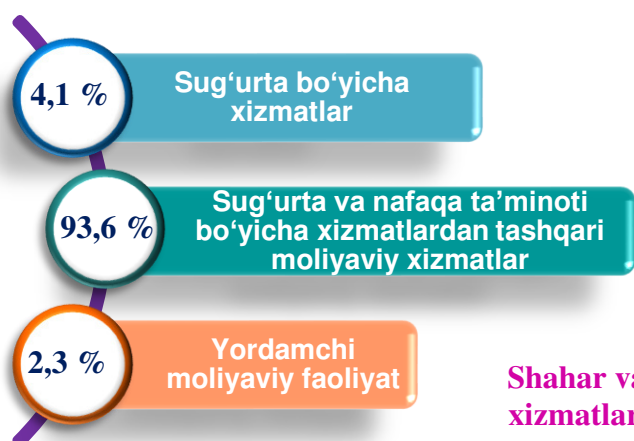 4,1 %
Sug‘urta bo‘yicha
xizmatlar
93,6 %
Sug‘urta va nafaqa ta’minoti
bo‘yicha xizmatlardan tashqari
moliyaviy xizmatlar
2,3 %
Yordamchi
moliyaviy faoliyat
Shahar va
xizmatlar